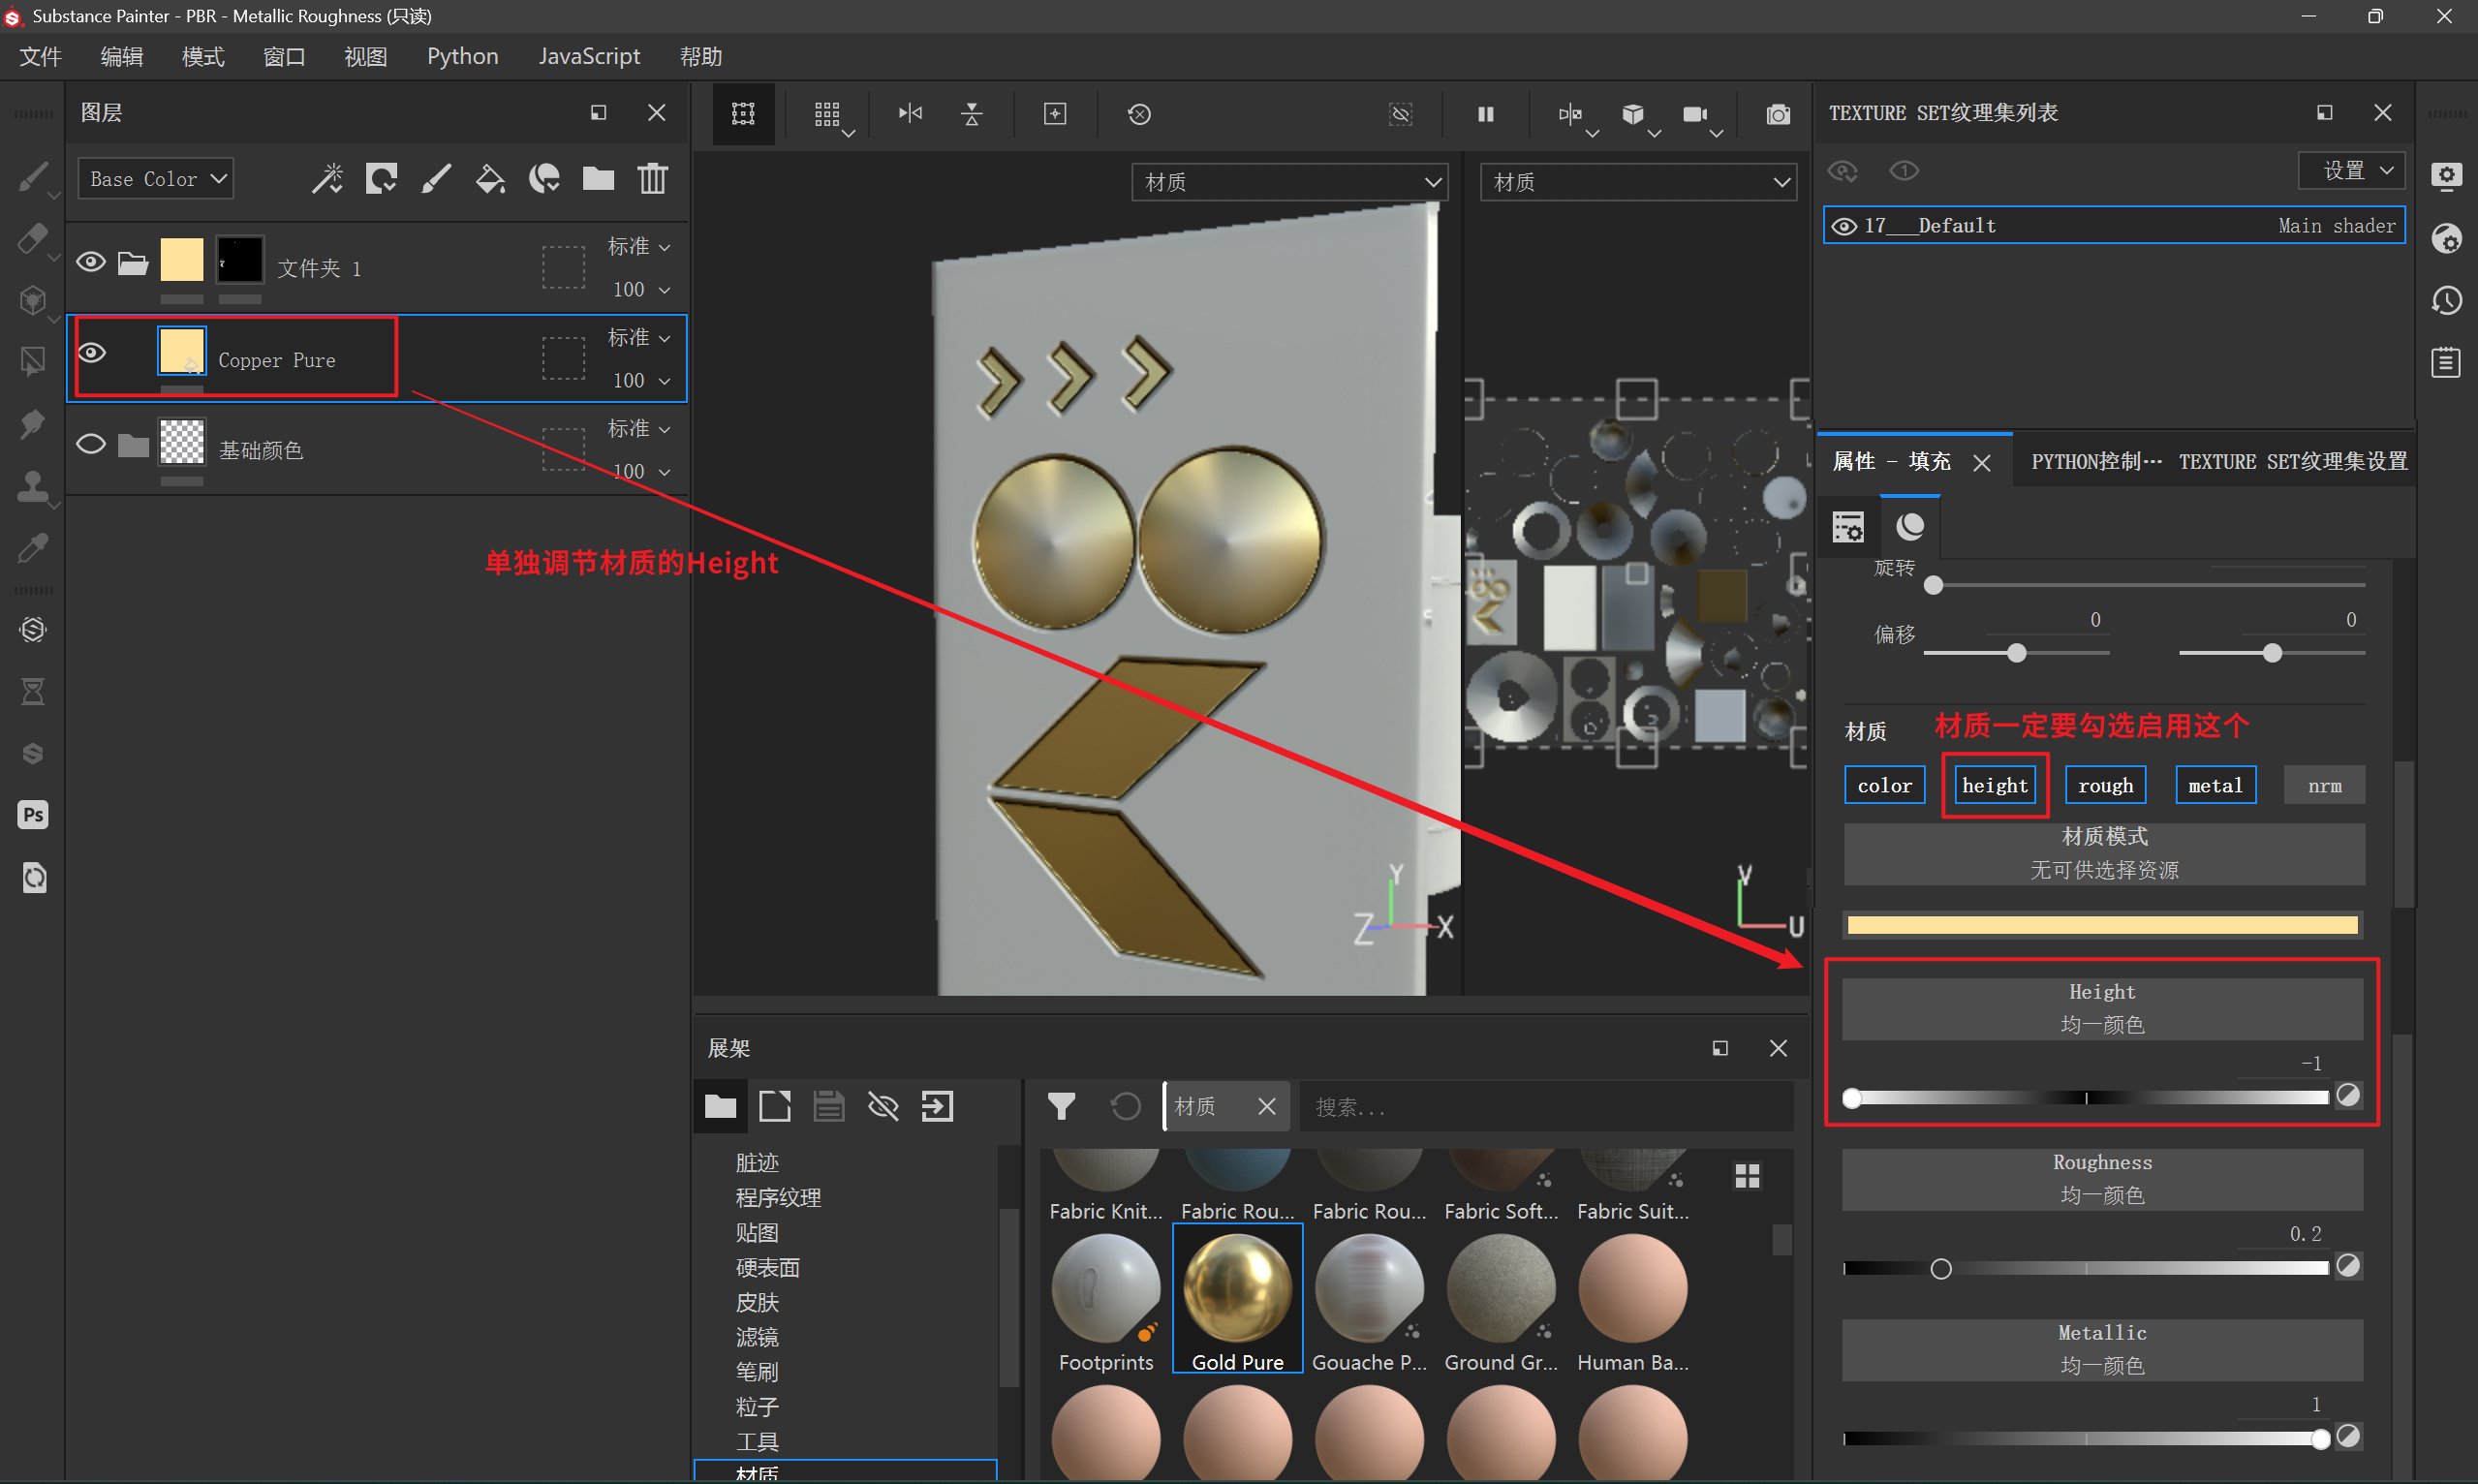 Substance Painter - PBR - Metallic Roughness (只读)
文件 编辑 模式 窗口 视图 Python JavaScript 帮助
图层
Base Color
文件夹 1
标准
100
Copper Pure
标准
100
基础颜色
标准
100
Ps
材质
材质
单独调节材质的Height
Y
Z
X
V
U
展架
材质
搜索...
脏迹
程序纹理
贴图
硬表面
皮肤
滤镜
笔刷
粒子
工具
材质
Fabric Knit... Fabric Rou... Fabric Rou... Fabric Soft... Fabric Suit...
Footprints Gold Pure Gouache P... Ground Gr... Human Ba...
TEXTURE SET纹理集列表
1
设置
17___Default Main shader
属性 - 填充 PYTHON控制⋯ TEXTURE SET纹理集设置
旋转
偏移
0 0
材质 材质一定要勾选启用这个
color height rough metal nrm
材质模式
无可供选择资源
Height
均一颜色
-1
Roughness
均一颜色
0.2
Metallic
均一颜色
1